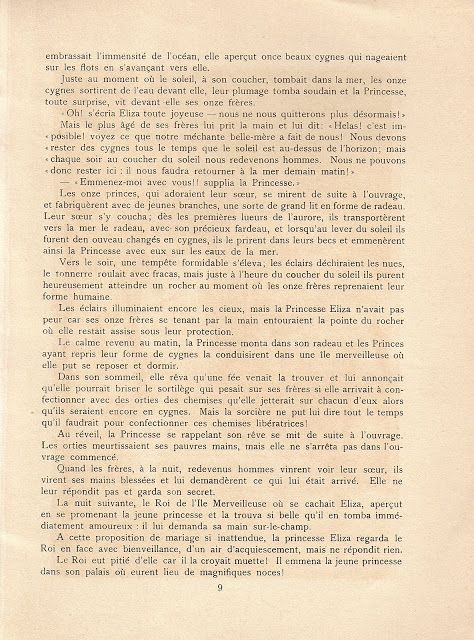 embrassait l'immensité de l'océan, elle aperçut once beaux cygnes qui nageaient
sur les flots en s'avançant vers elle.
Juste au moment où le soleil, à son coucher, tombait dans la mer, les onze
cygnes sortirent de l'eau devant elle, leur plumage tomba soudain et la Princesse,
toute surprise, vit devant elle ses onze frères.
«Oh! s'écria Eliza toute joyeuse — nous ne nous quitterons plus désormais!»
Mais le plus âgé de ses frères lui prit la main et lui dit: «Helas! c'est im-
»posible! voyez ce que notre méchante belle-mère a fait de nous! Nous devons
»rester des cygnes tous le temps que le soleil est au-dessus de l'horizon; mais
»chaque soir au coucher du soleil nous redevenons hommes. Nous ne pouvons
»donc rester ici : il nous faudra retourner à la mer demain matin!»
— «Emmenez-moi avec vous!! supplia la Princesse.»
Les onze princes, qui adoraient leur sœur, se mirent de suite à l'ouvrage,
et fabriquèrent avec de jeunes branches, une sorte de grand lit en forme de radeau.
Leur sœur s'y coucha; dès les premières lueurs de l'aurore, ils transportèrent
vers la mer le radeau, avec son précieux fardeau, et lorsqu'au lever du soleil ils
furent den ouveau changés en cygnes, ils le prirent dans leurs becs et emmenèrent
ainsi la Princesse avec eux sur les eaux de la mer.
Vers le soir, une tempête formidable s'éleva; les éclairs déchiraient les nues,
le tonnerre roulait avec fracas, mais juste à l'heure du coucher du soleil ils purent
heureusement atteindre un rocher au moment où les onze frères reprenaient leur
forme humaine.
Les éclairs illuminaient encore les cieux, mais la Princesse Eliza n'avait pas
peur car ses onze frères se tenant par la main entouraient la pointe du rocher
où elle restait assise sous leur protection.
Le calme revenu au matin, la Princesse monta dans son radeau et les Princes
ayant repris leur forme de cygnes la conduisirent dans une île merveilleuse où
elle put se reposer et dormir.
Dans son sommeil, elle rêva qu'une fée venait la trouver et lui annonçait
qu'elle pourrait briser le sortilège qui pesait sur ses frères si elle arrivait à con-
fectionner avec des orties des chemises qu'elle jetterait sur chacun d'eux alors
qu'ils seraient encore en cygnes. Mais la sorcière ne put lui dire tout le temps
qu'il faudrait pour confectionner ces chemises libératrices!
Au réveil, la Princesse se rappelant son rêve se mit de suite à l'ouvrage.
Les orties meurtissaient ses pauvres mains, mais elle ne s'arrêta pas dans l'ou-
vrage commencé.
Quand les frères, à la nuit, redevenus hommes vinrent voir leur sœur, ils
virent ses mains blessées et lui demandèrent ce qui lui était arrivé. Elle ne
leur répondit pas et garda son secret.
La nuit suivante, le Roi de l'Ile Merveilleuse où se cachait Eliza, aperçut
en se promenant la jeune princesse et la trouva si belle qu'il en tomba immé-
diatement amoureux : il lui demanda sa main sur-le-champ.
A cette proposition de mariage si inattendue, la princesse Eliza regarda le
Roi en face avec bienveillance, d'un air d'acquiescement, mais ne répondit rien.
Le Roi eut pitié d'elle car il la croyait muette! Il emmena la jeune princesse
dans son palais où eurent lieu de magnifiques noces!
9